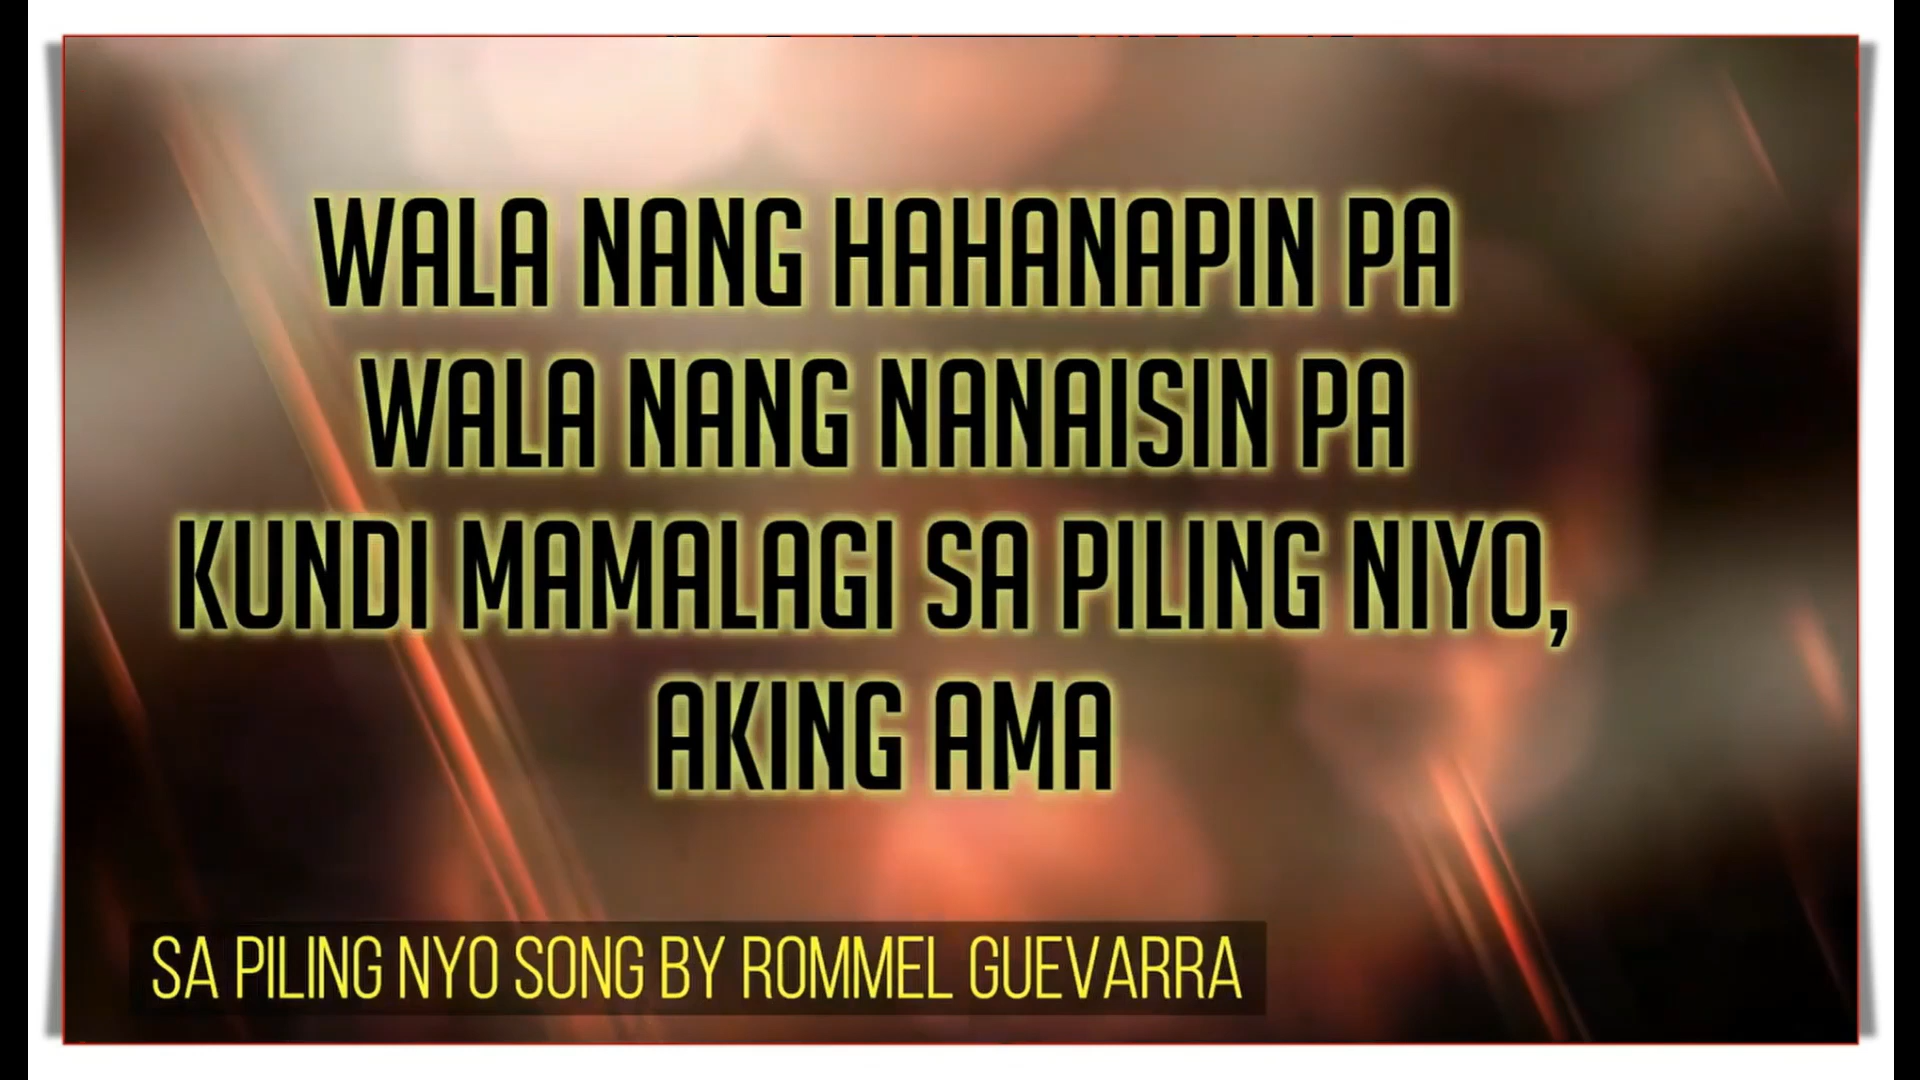 WALA NANG HAHANAPIN PA
WALA NANG NANAISIN PA
KUNDI MAMALAGI SA PILING NIYO,
AKING AMA
SA PILING NYO SONG BY ROMMEL GUEVARRA